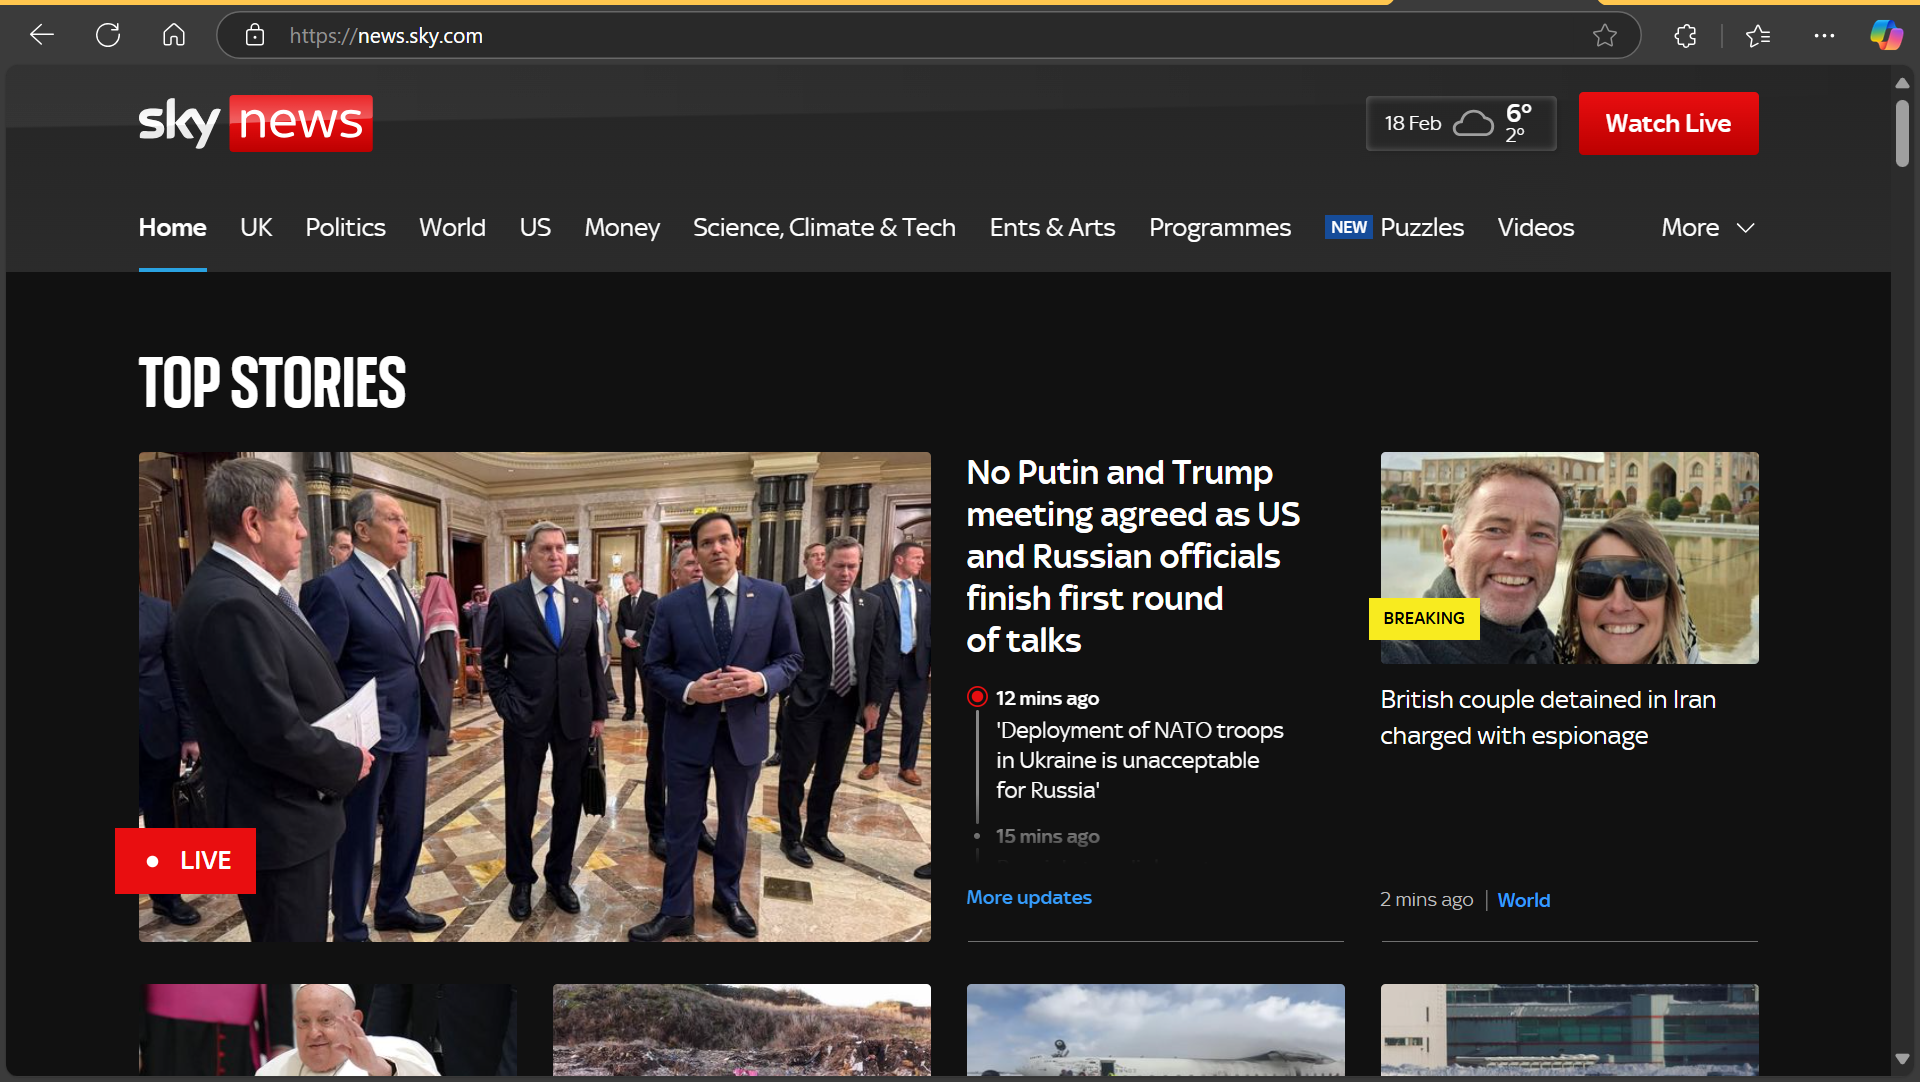 https://news.sky.com
sky news
18 Feb 6° 2°
Watch Live
Home UK Politics World US Money Science, Climate & Tech Ents & Arts Programmes NEW Puzzles Videos More
TOP STORIES
LIVE
No Putin and Trump
meeting agreed as US
and Russian officials
finish first round
of talks
12 mins ago
'Deployment of NATO troops
in Ukraine is unacceptable
for Russia'
15 mins ago
More updates
BREAKING
British couple detained in Iran
charged with espionage
2 mins ago | World